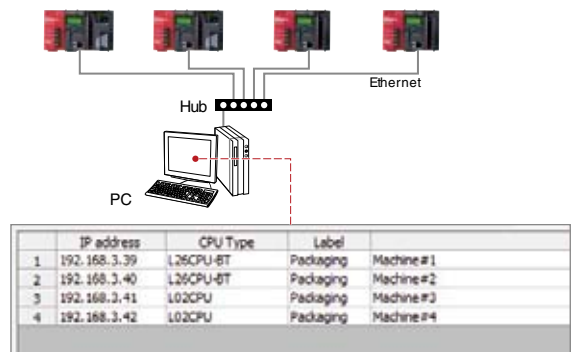 Ethernet
Hub
PC
IP address CPU Type Label
1 192.168.3.39 L26CPU-BT Packaging Machine#1
2 192.168.3.40 L26CPU-BT Packaging Machine#2
3 192.168.3.41 L02CPU Packaging Machine#3
4 192.168.3.42 L02CPU Packaging Machine#4